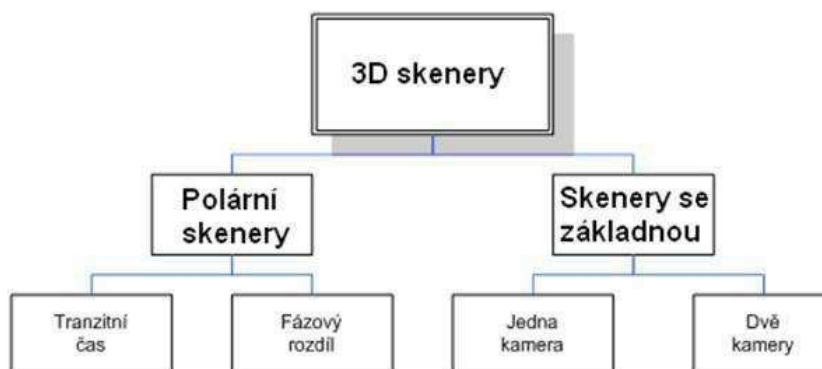 3D skenery
Polární
skenery
Skenery se
základnou
Tranzitní
čas
Fázový
rozdíl
Jedna
kamera
Dvě
kamery